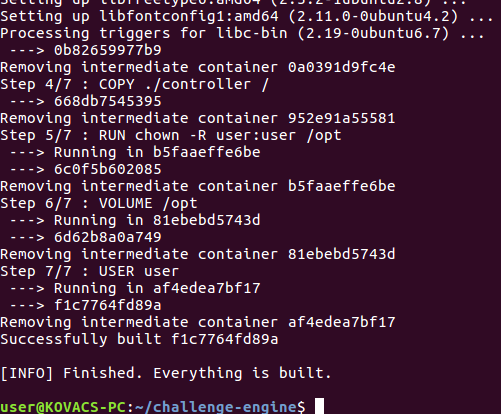 Setting up libfreetype6:amd64 (2.5.2-1ubuntu2.8) ...
Setting up libfontconfig1:amd64 (2.11.0-0ubuntu4.2) ...
Processing triggers for libc-bin (2.19-0ubuntu6.7) ...
 ---> 0b82659977b9
Removing intermediate container 0a0391d9fc4e
Step 4/7 : COPY ./controller /
 ---> 668db7545395
Removing intermediate container 952e91a55581
Step 5/7 : RUN chown -R user:user /opt
 ---> Running in b5faaeffe6be
 ---> 6c0f5b602085
Removing intermediate container b5faaeffe6be
Step 6/7 : VOLUME /opt
 ---> Running in 81ebebd5743d
 ---> 6d62b8a0a749
Removing intermediate container 81ebebd5743d
Step 7/7 : USER user
 ---> Running in af4edea7bf17
 ---> f1c7764fd89a
Removing intermediate container af4edea7bf17
Successfully built f1c7764fd89a
[INFO] Finished. Everything is built.
user@KOVACS-PC:~/challenge-engine$